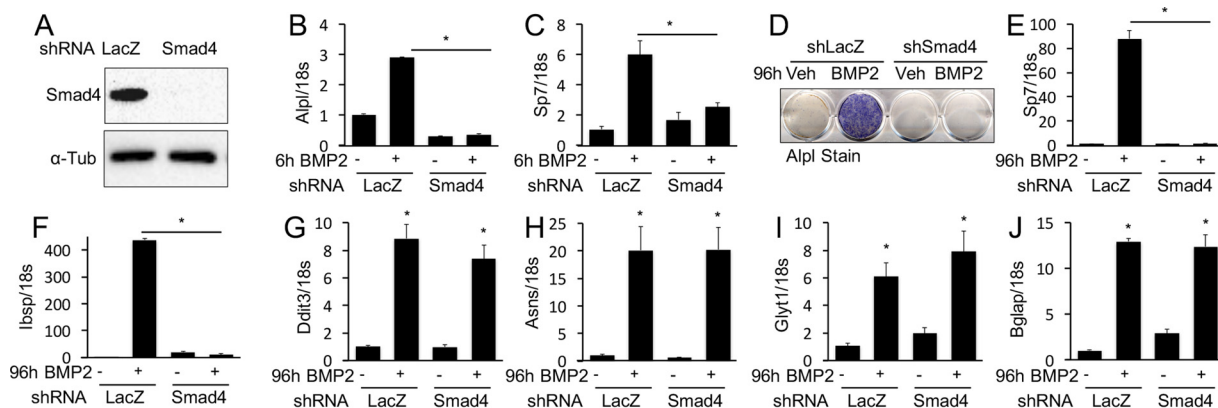 A
shRNA LacZ Smad4
Smad4
α-Tub
B
Alpl/18s
4
3
2
1
0
6h BMP2 - + - +
shRNA LacZ Smad4
*
C
Sp7/18s
8
6
4
2
0
6h BMP2 - + - +
shRNA LacZ Smad4
*
D
shLacZ shSmad4
96h Veh BMP2 Veh BMP2
Alpl Stain
E
Sp7/18s
100
80
60
40
20
0
96h BMP2 - + - +
shRNA LacZ Smad4
*
F
Ibsp/18s
400
300
200
100
0
96h BMP2 - + - +
shRNA LacZ Smad4
*
G
Ddit3/18s
10
8
6
4
2
0
96h BMP2 - + - +
shRNA LacZ Smad4
* *
H
Asns/18s
25
20
15
10
5
0
96h BMP2 - + - +
shRNA LacZ Smad4
* *
I
Glyt1/18s
10
8
6
4
2
0
96h BMP2 - + - +
shRNA LacZ Smad4
* *
J
Bglap/18s
15
10
5
0
96h BMP2 - + - +
shRNA LacZ Smad4
* *